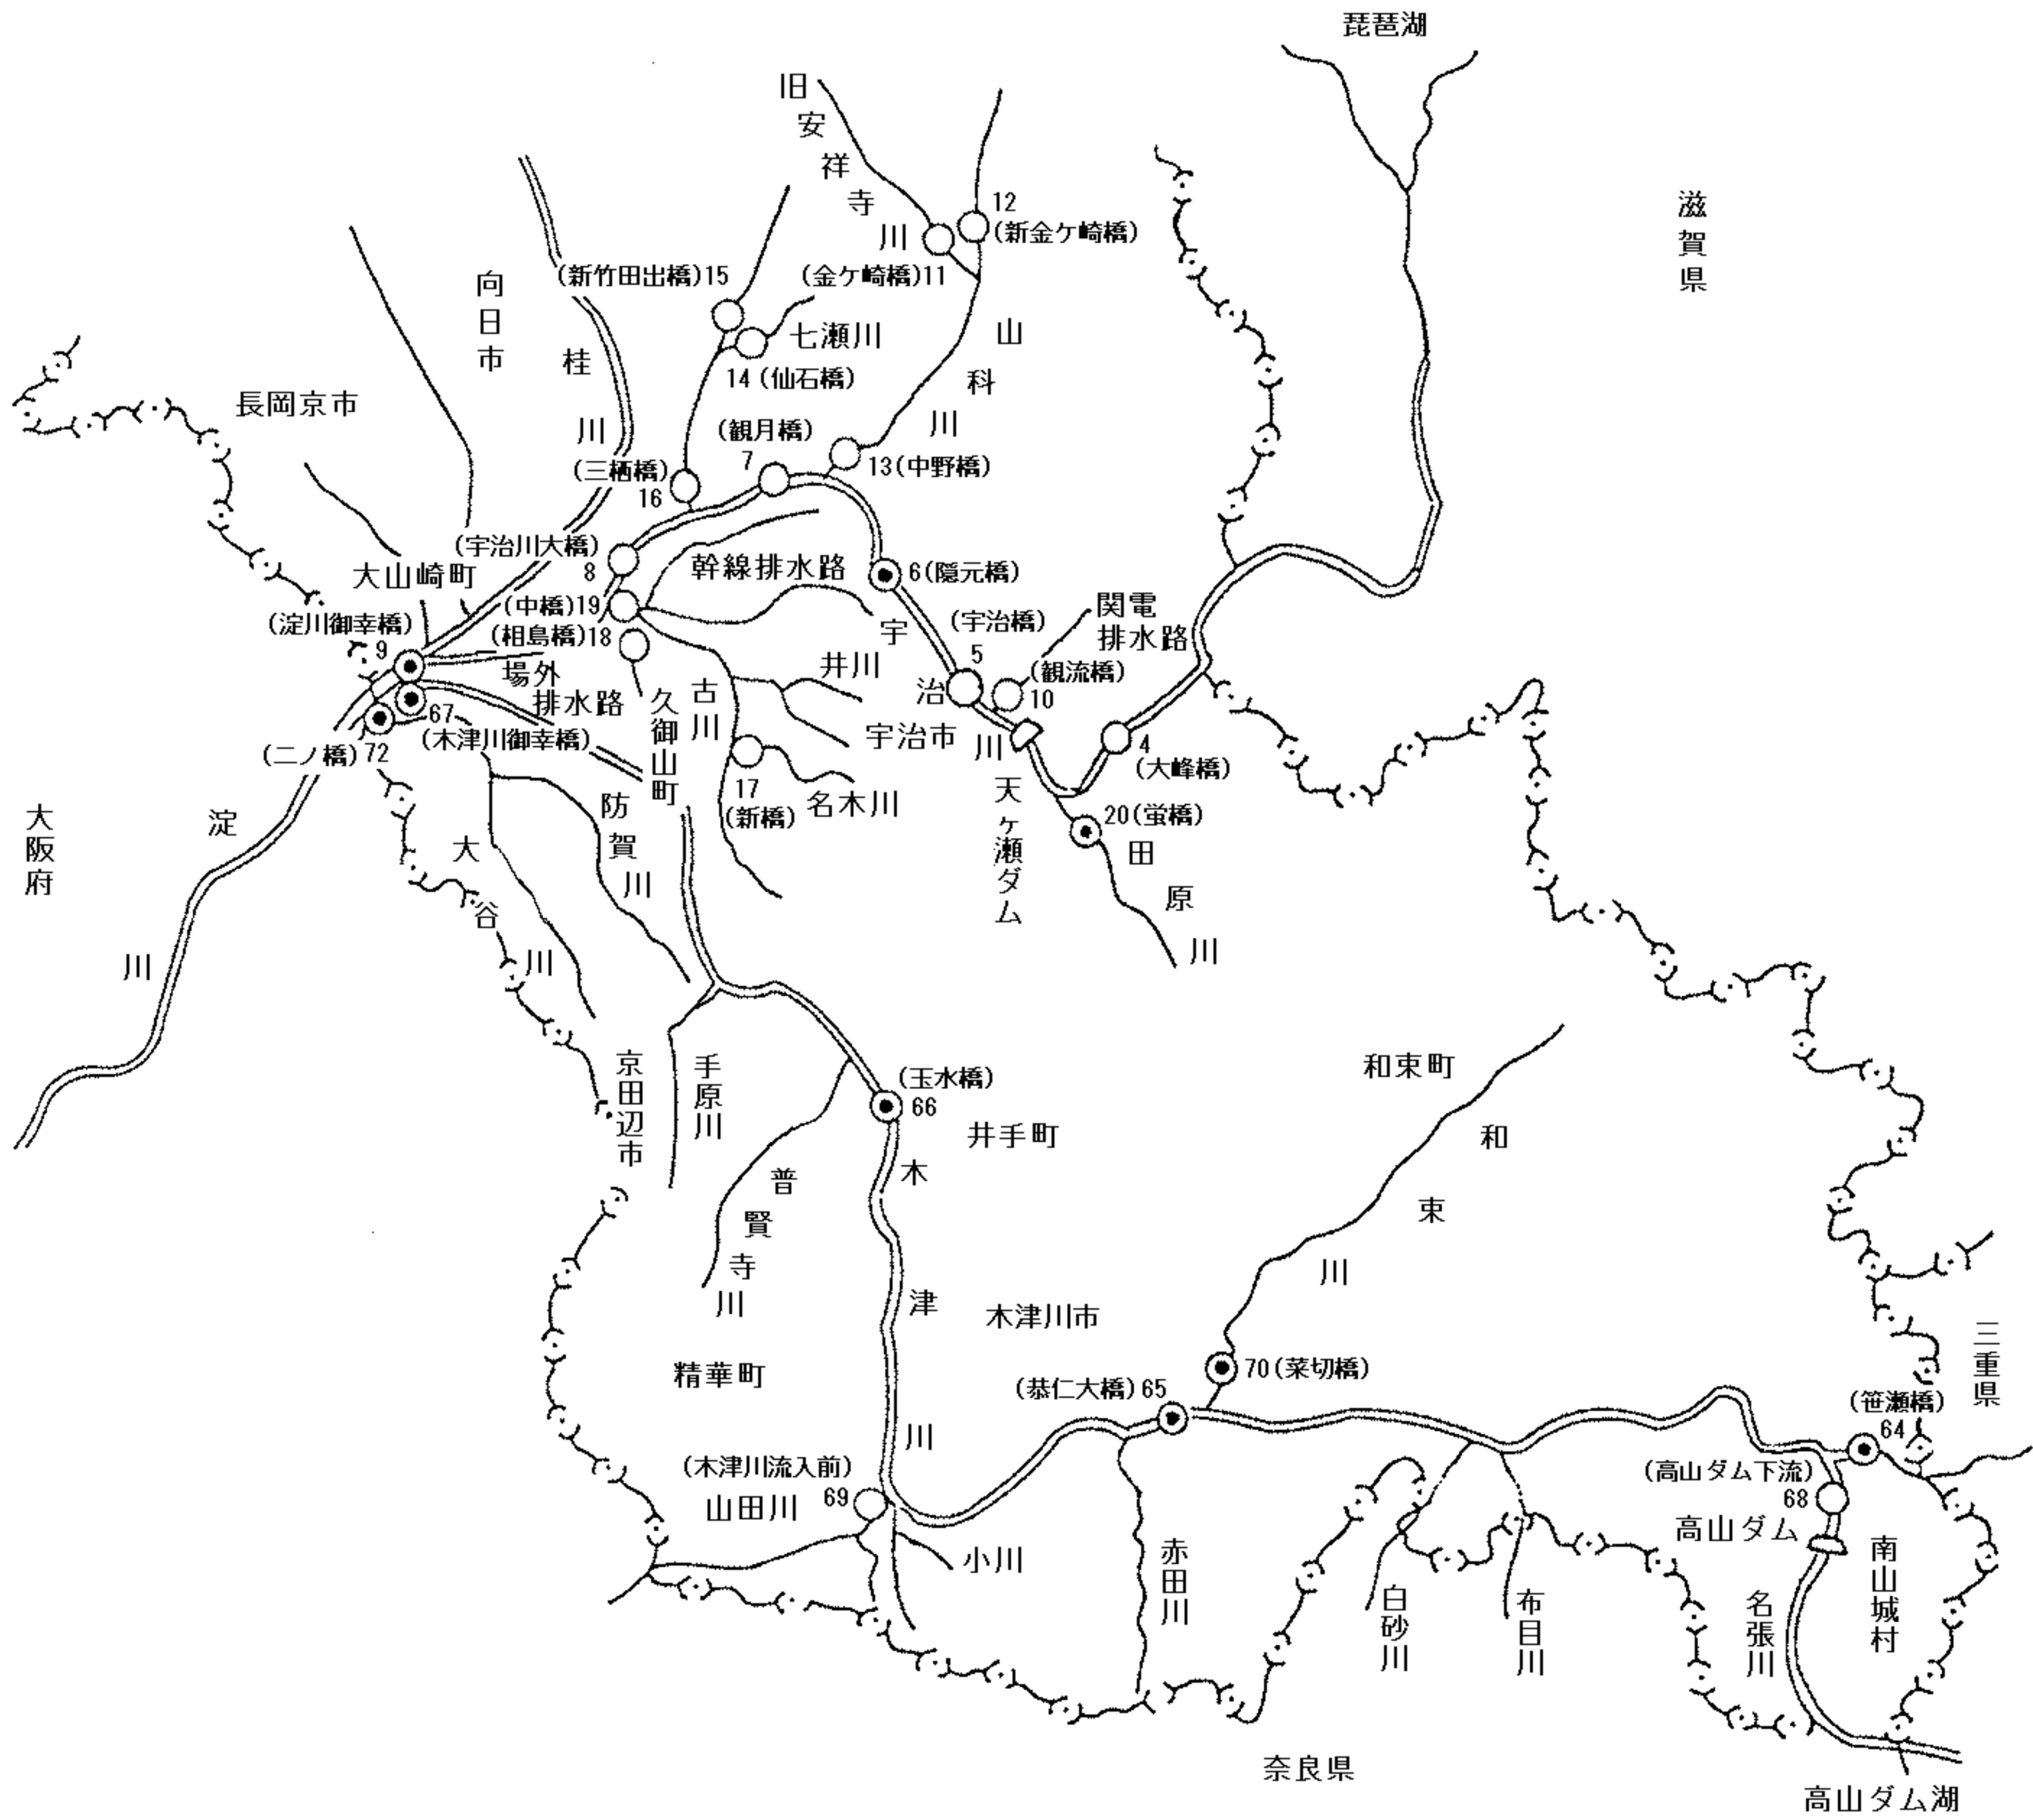 琵琶湖
旧安祥寺川
12
(新金ケ崎橋)
滋賀県
向日市
(新竹田出橋)15
(金ケ崎橋)11
山科川
桂川
七瀬川
14(仙石橋)
長岡京市
(観月橋)
7
13(中野橋)
(三栖橋)
16
(宇治川大橋)
8
幹線排水路
6(隠元橋)
大山崎町
(中橋)19
(宇治橋)
5
関電
排水路
(淀川御幸橋)
9
(相島橋)18
宇治川
井川
(観流橋)
10
場外
排水路
久御山町
古川
宇治市
67
(木津川御幸橋)
(二ノ橋)72
4
(大峰橋)
17
(新橋)
名木川
天ヶ瀬ダム
20(蛍橋)
田原川
大阪府
淀川
防賀川
大谷川
京田辺市
手原川
(玉水橋)
66
井手町
和束町
和束川
普賢寺川
木津川
木津川市
三重県
精華町
70(菜切橋)
(恭仁大橋)65
(笹瀬橋)
64
(木津川流入前)
69
山田川
(高山ダム下流)
68
高山ダム
小川
赤田川
白砂川
布目川
名張川
南山城村
奈良県
高山ダム湖